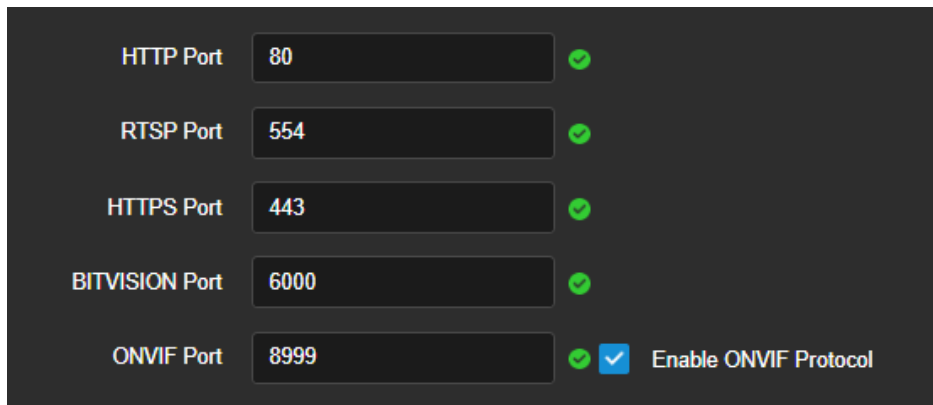 HTTP Port 80
RTSP Port 554
HTTPS Port 443
BITVISION Port 6000
ONVIF Port 8999 Enable ONVIF Protocol